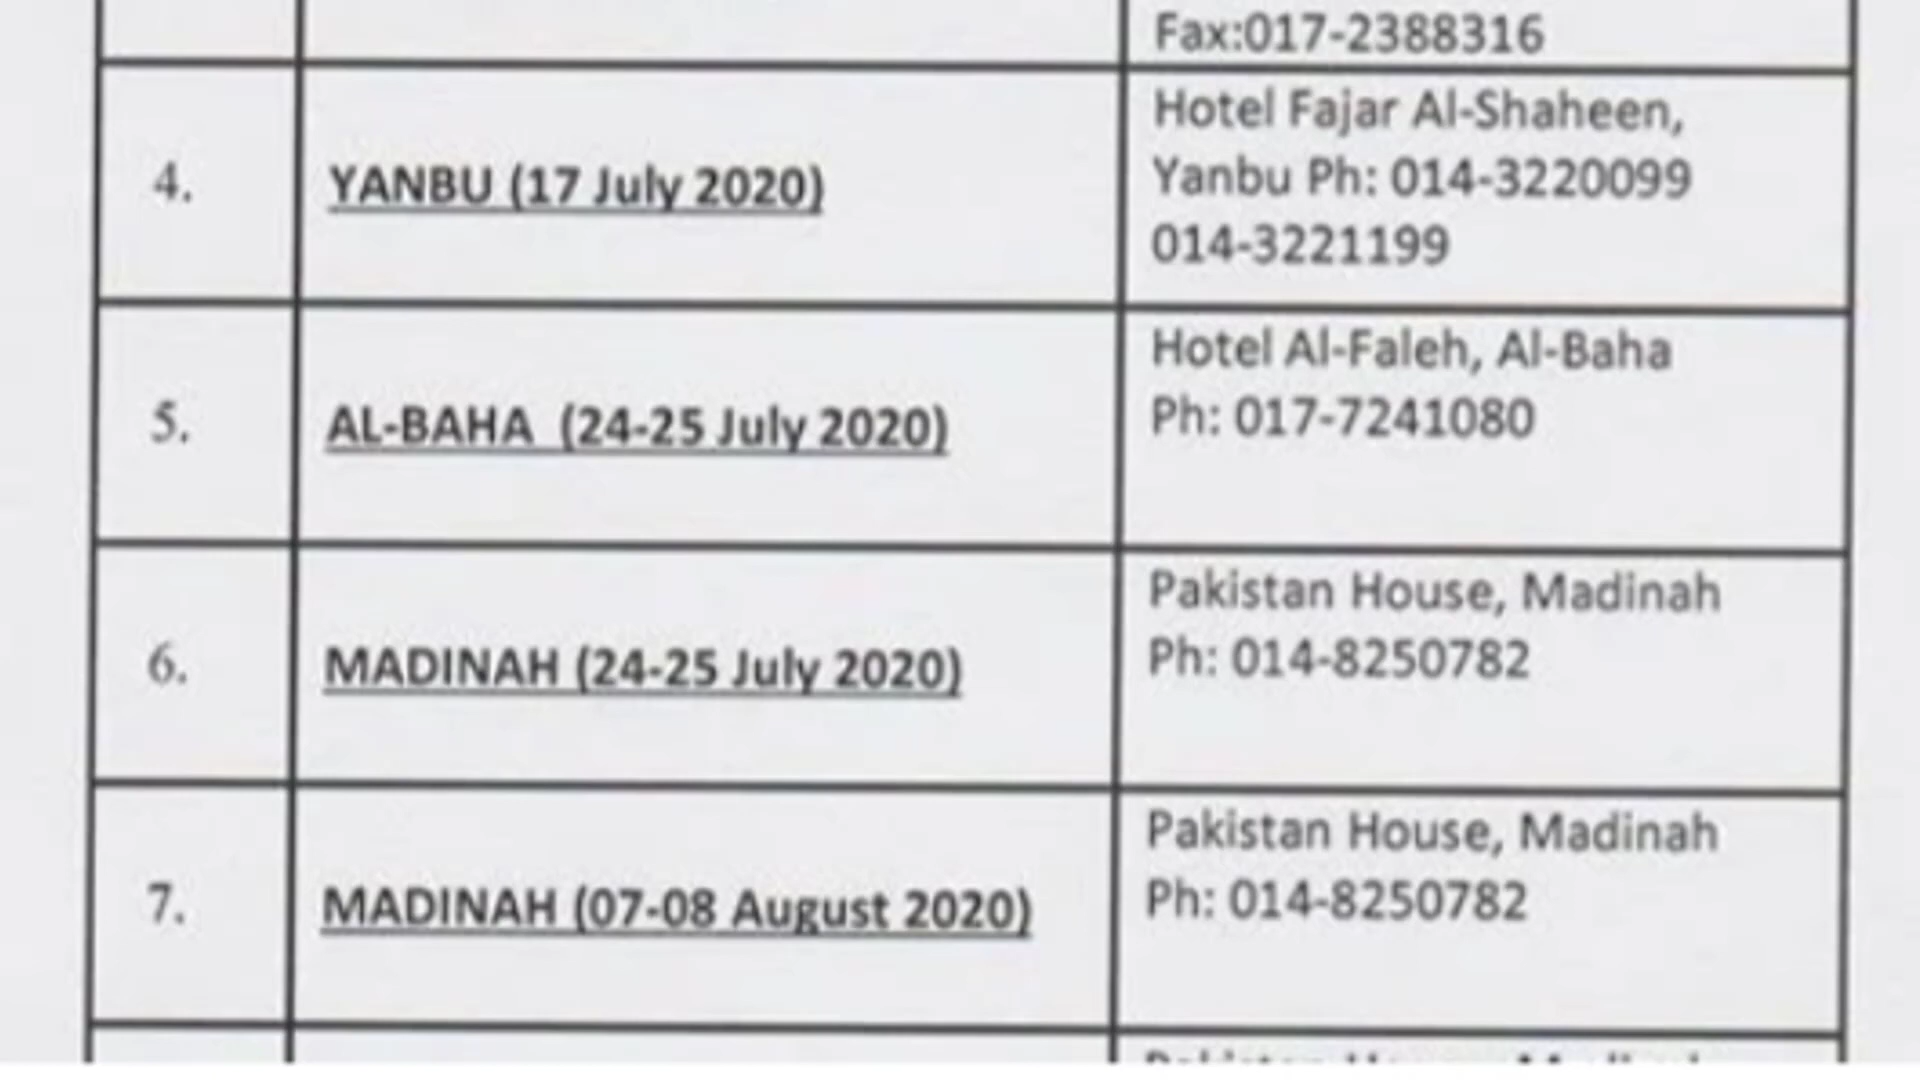 Fax:017-2388316
4.
YANBU (17 July 2020)
Hotel Fajar Al-Shaheen,
Yanbu Ph: 014-3220099
014-3221199
5.
AL-BAHA (24-25 July 2020)
Hotel Al-Faleh, Al-Baha
Ph: 017-7241080
6.
MADINAH (24-25 July 2020)
Pakistan House, Madinah
Ph: 014-8250782
7.
MADINAH (07-08 August 2020)
Pakistan House, Madinah
Ph: 014-8250782